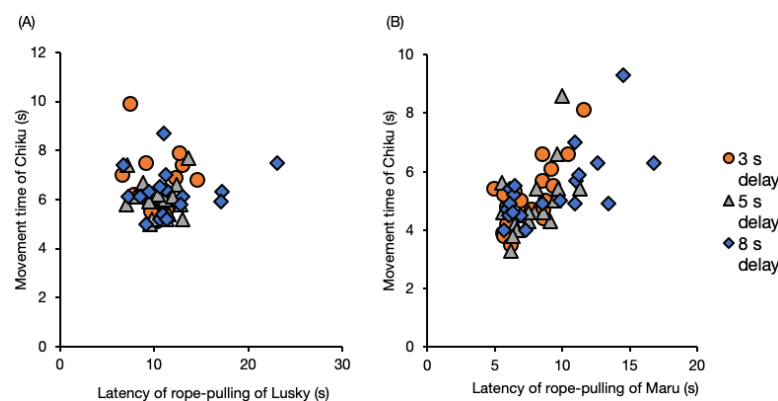 (A)
12
10
8
6
4
2
0
0
10
20
30
Movement time of Chiku (s)
Latency of rope-pulling of Lusky (s)
(B)
10
8
6
4
2
0
0
5
10
15
20
Movement time of Chiku (s)
Latency of rope-pulling of Maru (s)
3 s
delay
5 s
delay
8 s
delay